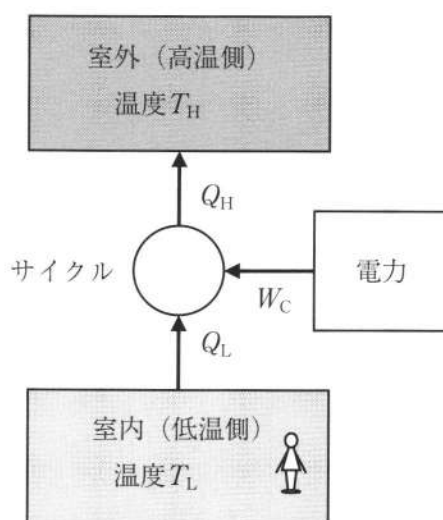 室外（高温側）
温度T_H
Q_H
サイクル
W_C
電力
Q_L
室内（低温側）
温度T_L